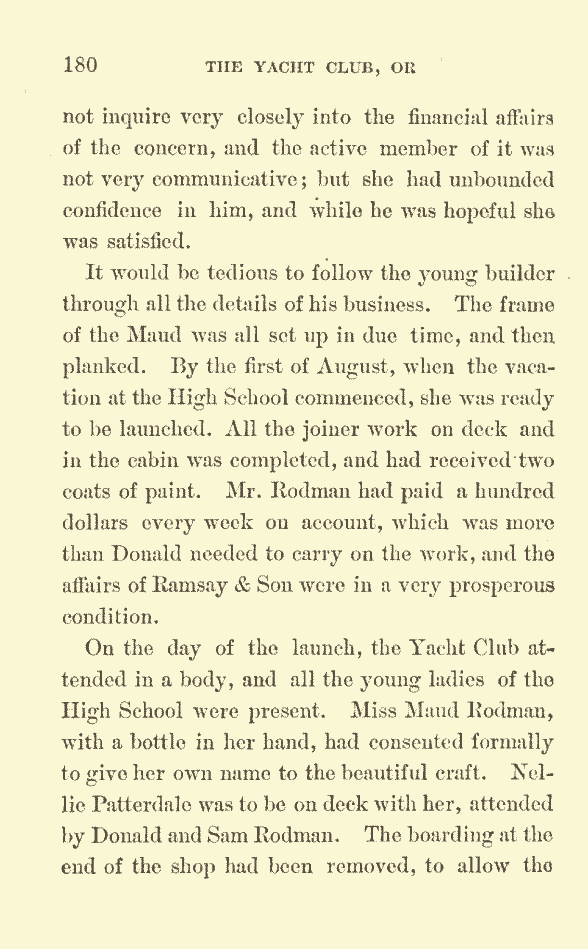 180 THE YACHT CLUB, OR
not inquire very closely into the financial affairs
of the concern, and the active member of it was
not very communicative; but she had unbounded
confidence in him, and while he was hopeful she
was satisfied.
It would be tedious to follow the young builder
through all the details of his business. The frame
of the Maud was all set up in due time, and then
planked. By the first of August, when the vaca-
tion at the High School commenced, she was ready
to be launched. All the joiner work on deck and
in the cabin was completed, and had received two
coats of paint. Mr. Rodman had paid a hundred
dollars every week on account, which was more
than Donald needed to carry on the work, and the
affairs of Ramsay & Son were in a very prosperous
condition.
On the day of the launch, the Yacht Club at-
tended in a body, and all the young ladies of the
High School were present. Miss Maud Rodman,
with a bottle in her hand, had consented formally
to give her own name to the beautiful craft. Nel-
lie Patterdale was to be on deck with her, attended
by Donald and Sam Rodman. The boarding at the
end of the shop had been removed, to allow the